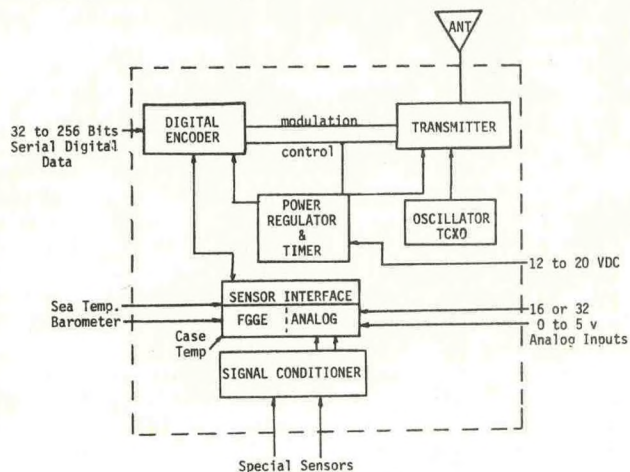 ANT
DIGITAL
ENCODER
modulation
TRANSMITTER
32 to 256 Bits
Serial Digital
Data
control
POWER
REGULATOR
&
TIMER
OSCILLATOR
TCXO
12 to 20 VDC
SENSOR INTERFACE
Sea Temp.
16 or 32
Barometer
FGGE
ANALOG
0 to 5 v
Analog Inputs
Case
Temp
SIGNAL CONDITIONER
Special Sensors